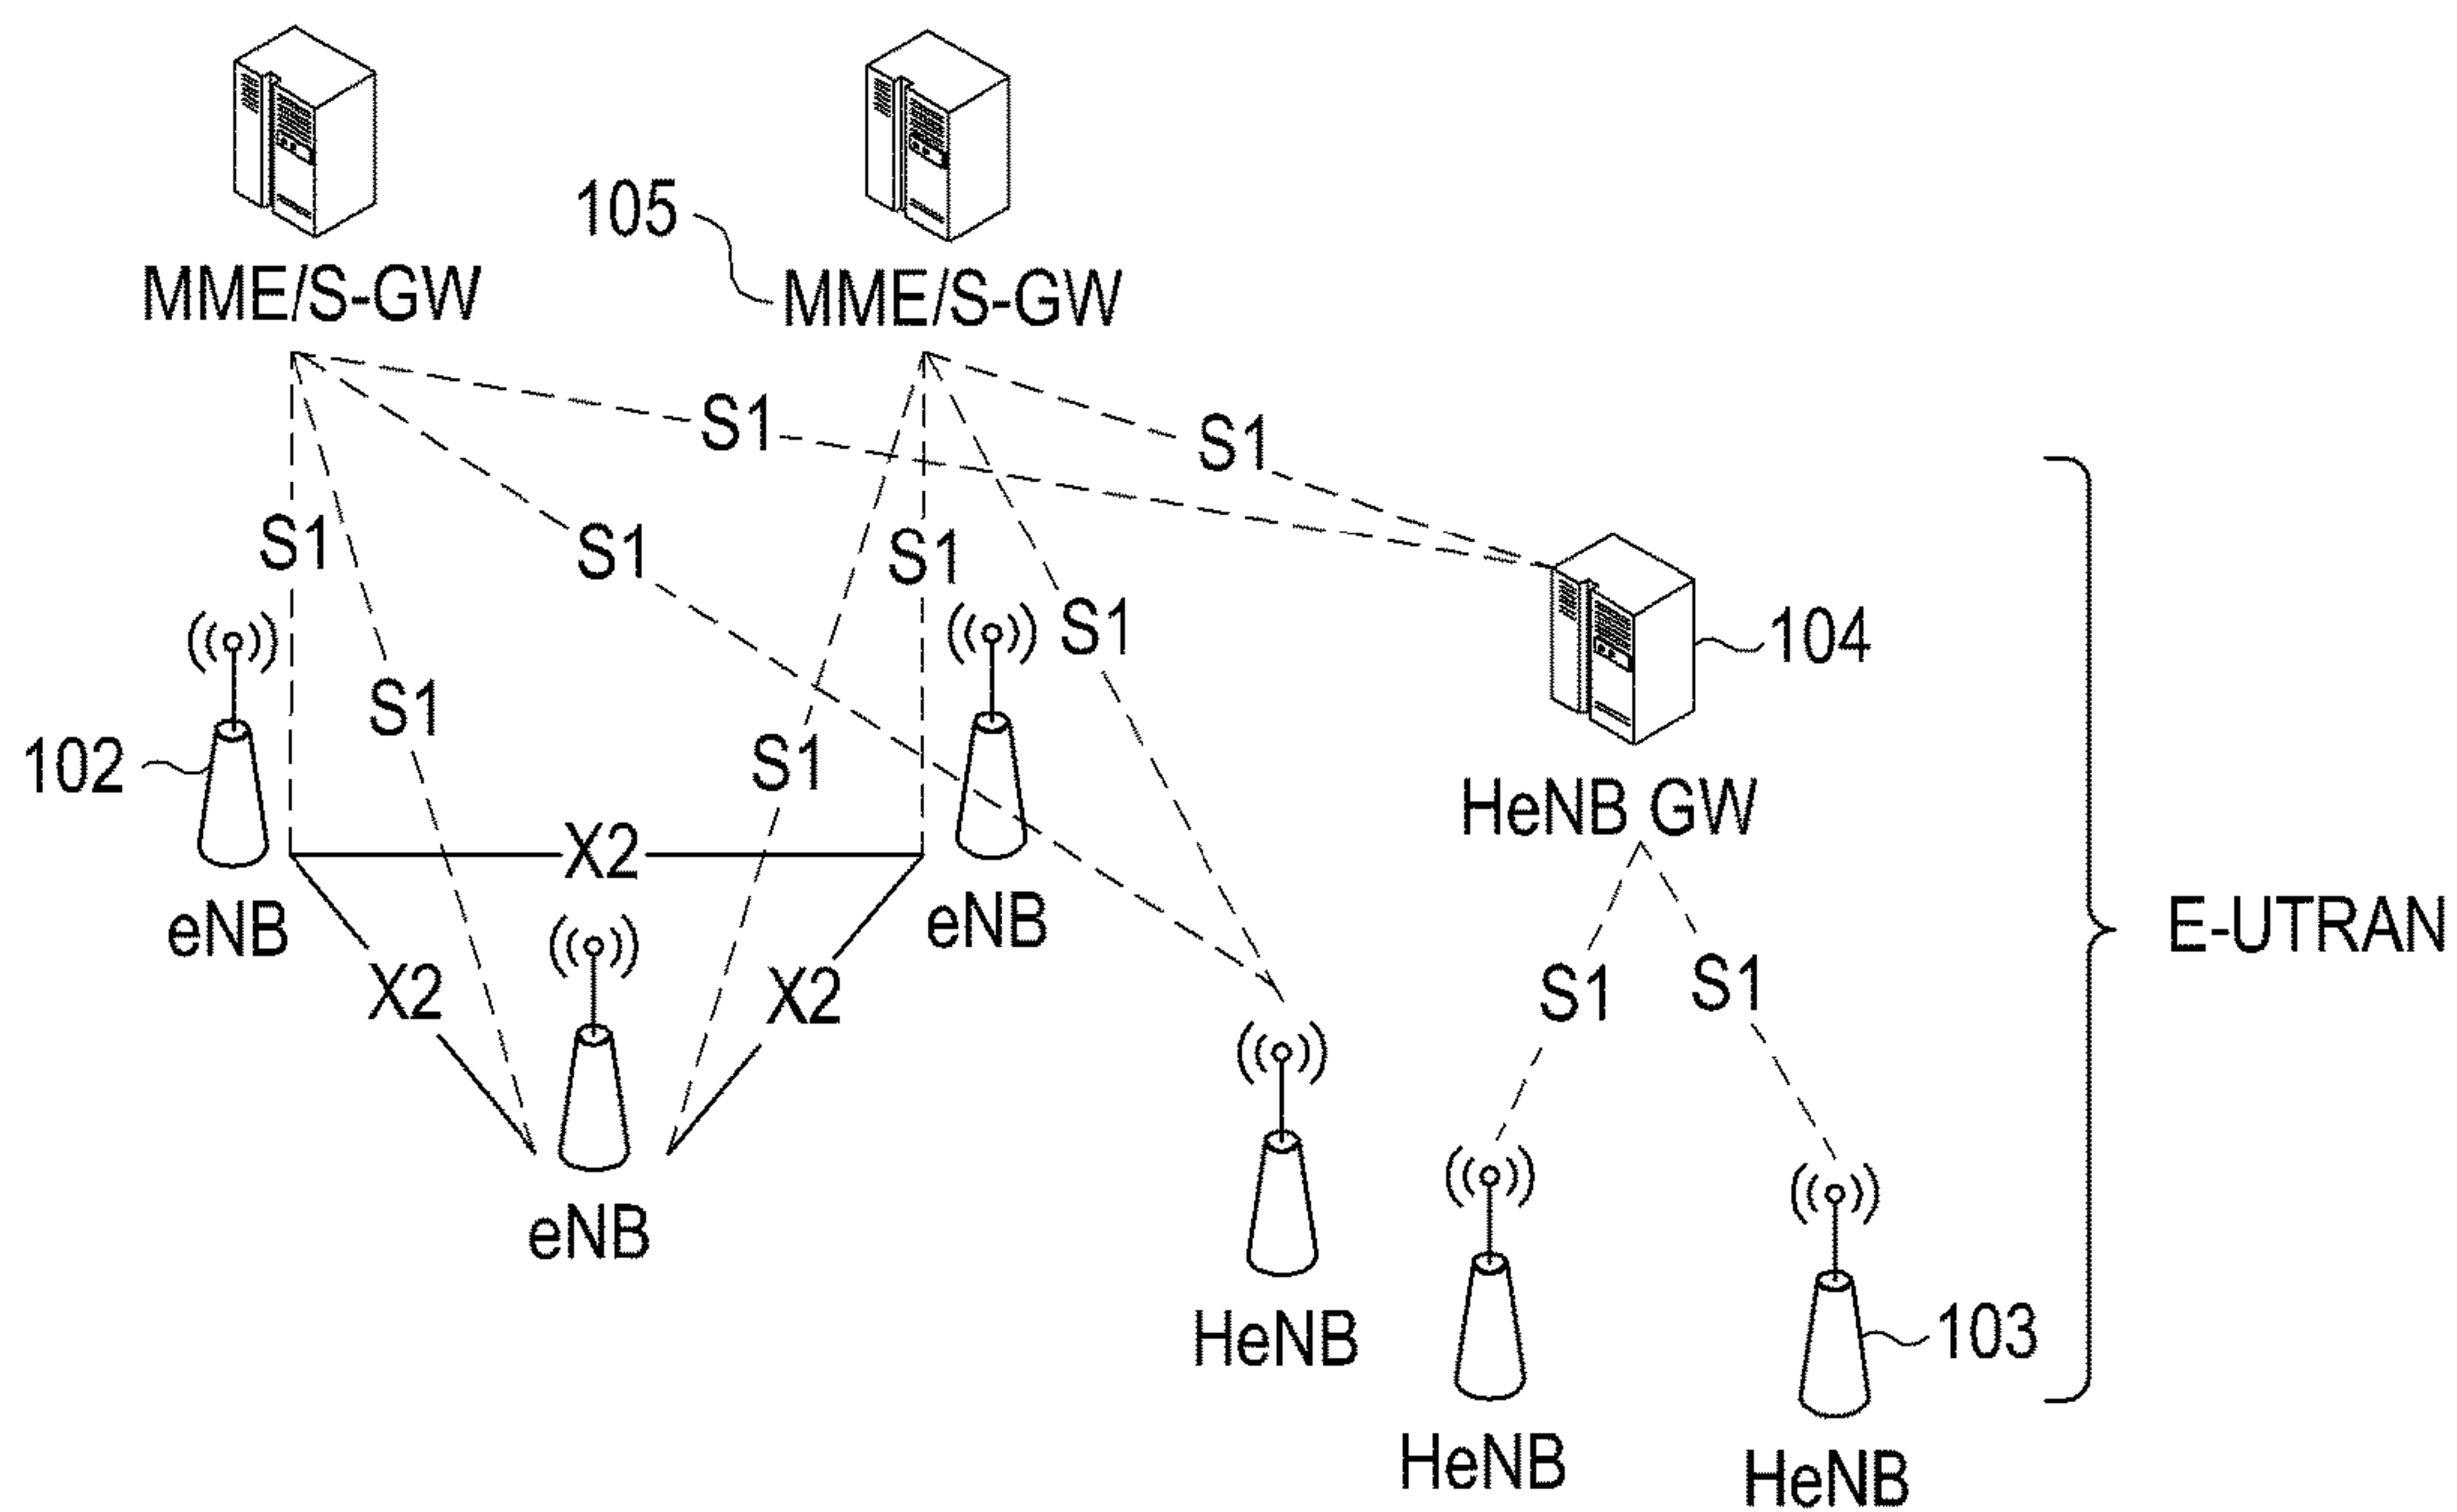 105
MME/S-GW
MME/S-GW
S1
S1
S1
S1
S1
S1
104
S1
102
S1
HeNB GW
X2
eNB
eNB
E-UTRAN
X2
X2
S1
S1
eNB
HeNB
103
HeNB
HeNB